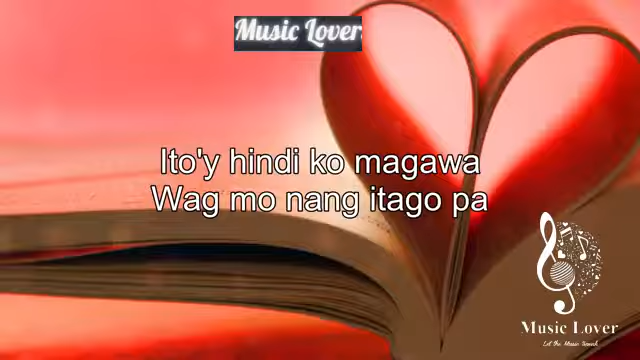 Music Lover
Ito'y hindi ko magawa
Wag mo nang itago pa
Music Lover
Let the Music Speak